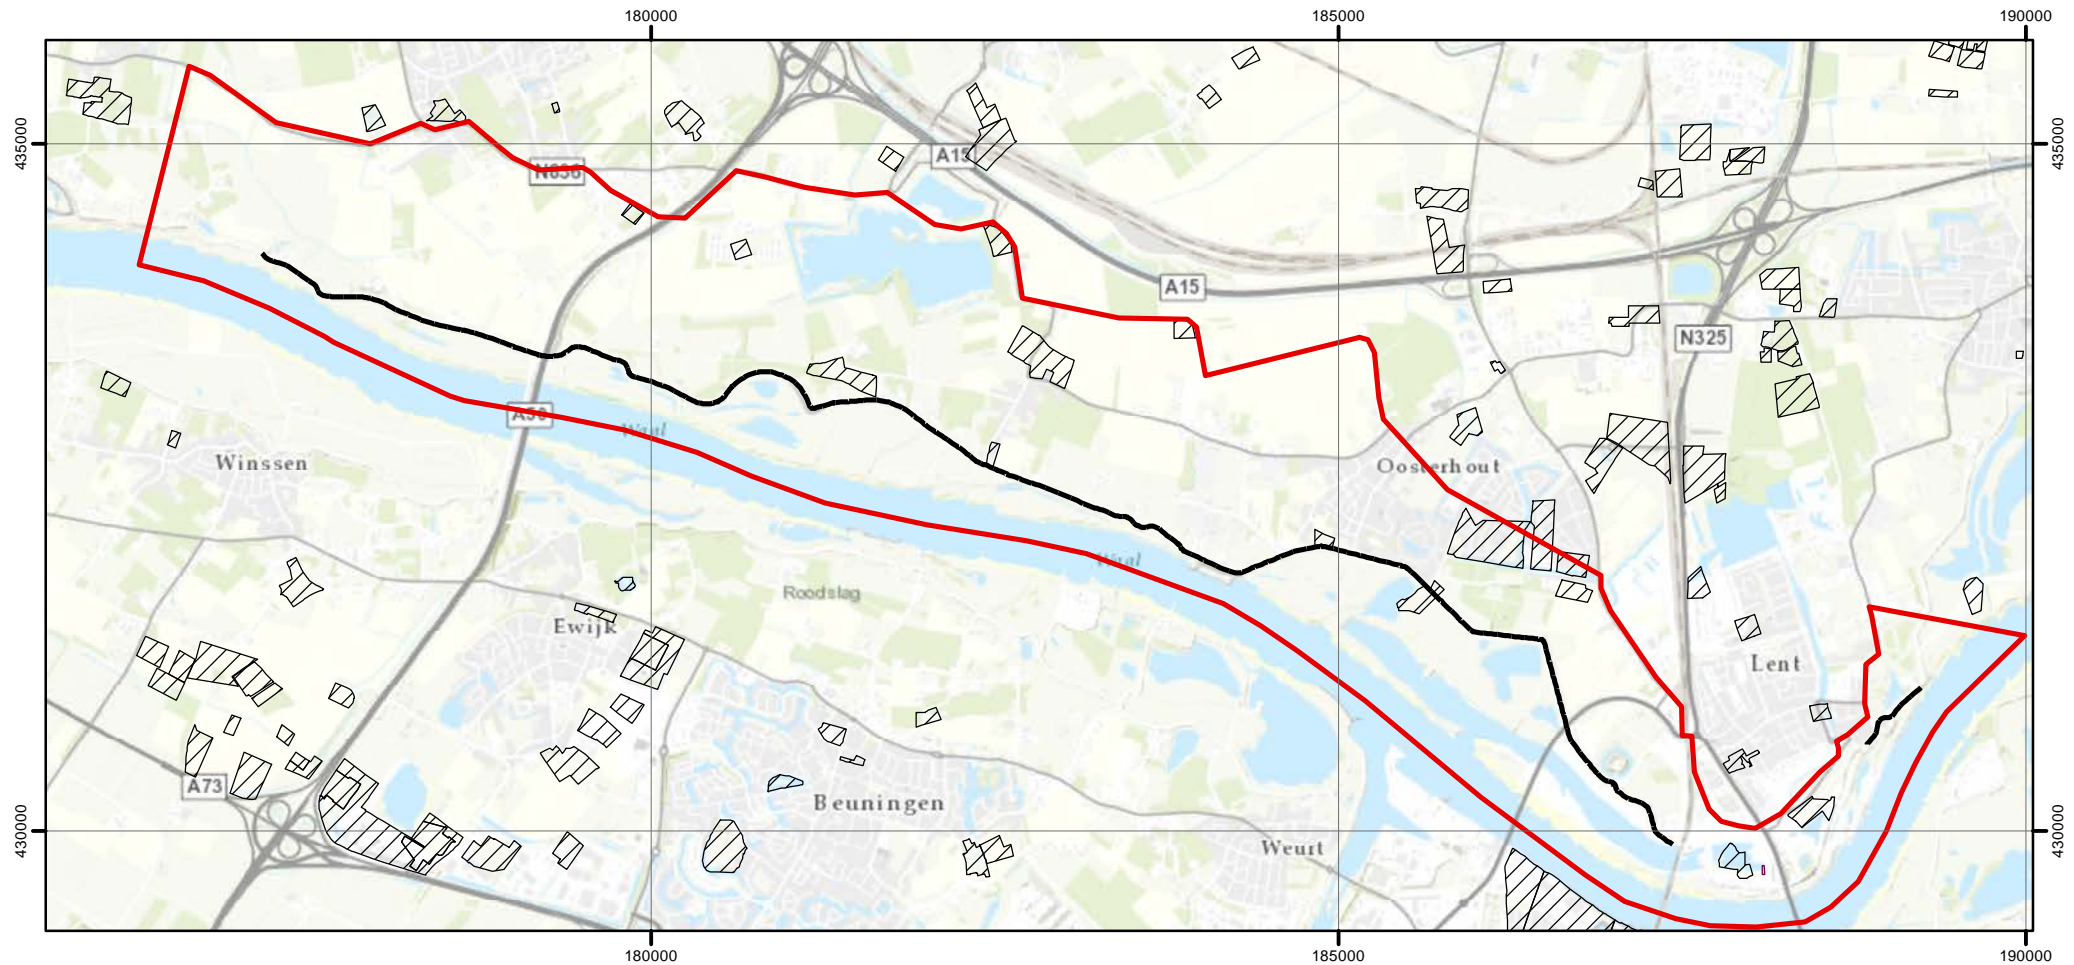 180000
185000
190000
435000
435000
N836
A15
A15
N325
A50
Waal
Winssen
Oosterhout
Waal
Roodslag
Ewijk
Lent
A73
Beuningen
430000
430000
Weurt
180000
185000
190000